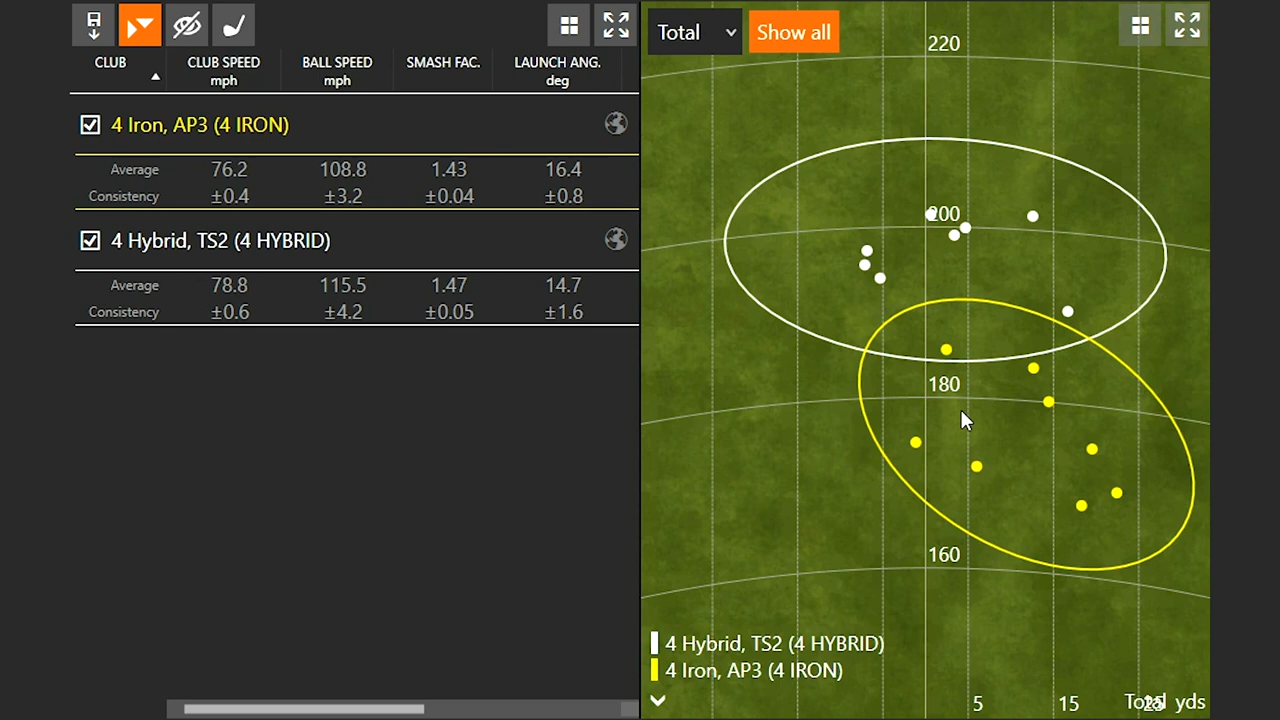 CLUB CLUB SPEED BALL SPEED SMASH FAC. LAUNCH ANG.
mph mph deg
4 Iron, AP3 (4 IRON)
Average 76.2 108.8 1.43 16.4
Consistency ±0.4 ±3.2 ±0.04 ±0.8
4 Hybrid, TS2 (4 HYBRID)
Average 78.8 115.5 1.47 14.7
Consistency ±0.6 ±4.2 ±0.05 ±1.6
Total Show all
220
200
180
160
4 Hybrid, TS2 (4 HYBRID)
4 Iron, AP3 (4 IRON)
5 15 25 Total yds